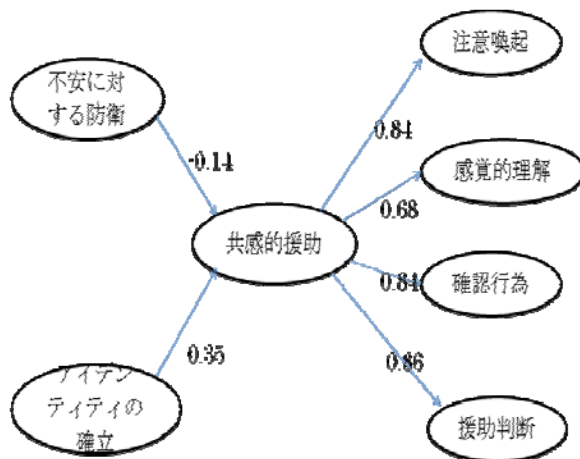 注意喚起
不安に対
する防衛
0.84
-0.14
感覚的理解
0.68
共感的援助
0.84
確認行為
0.35
0.86
アイデン
ティティの
確立
援助判断